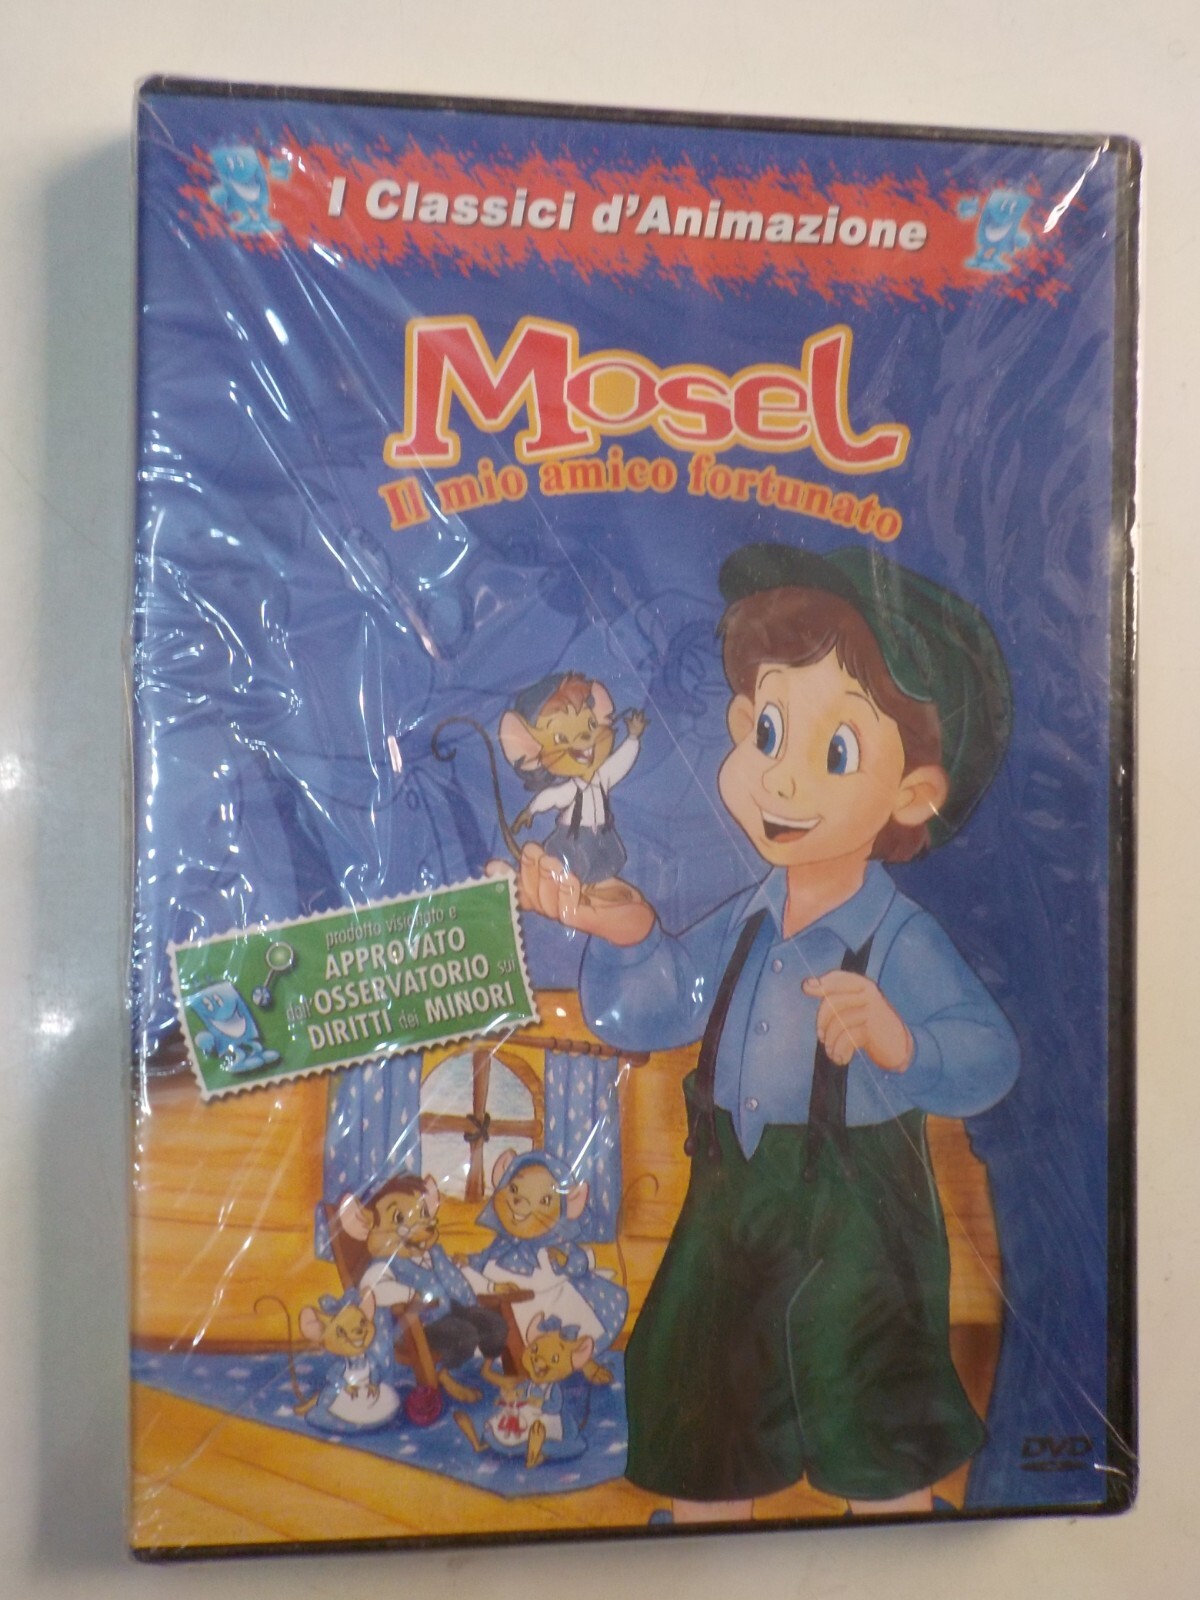 I Classici d'Animazione
Mosel
Il mio amico fortunato
prodotto visionato e
APPROVATO
dall'OSSERVATORIO sui
DIRITTI dei MINORI
DVD